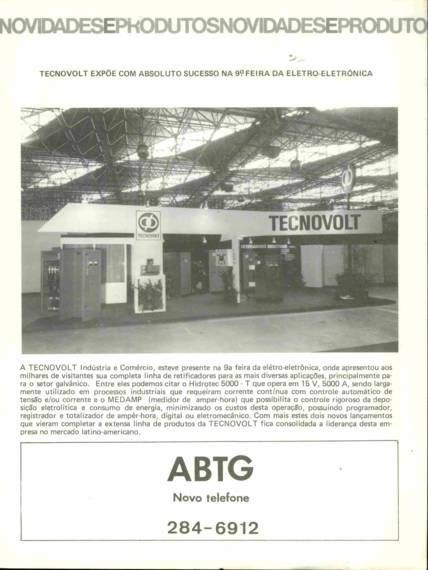 NOVIDADESEPRODUTOSNOVIDADESEPRODUTO
TECNOVOLT EXPÕE COM ABSOLUTO SUCESSO NA 9ª FEIRA DA ELETRO-ELETRÔNICA
TECNOVOLT
TECNOVOLT
A TECNOVOLT Indústria e Comércio, esteve presente na 9a feira da elétro-eletrônica, onde apresentou aos
milhares de visitantes sua completa linha de retificadores para as mais diversas aplicações, principalmente pa-
ra o setor galvânico. Entre eles podemos citar o Hidrotec 5000 - T que opera em 15 V, 5000 A, sendo larga-
mente utilizado em processos industriais que requeiram corrente contínua com controle automático de
tensão e/ou corrente e o MEDAMP (medidor de ampér-hora) que possibilita o controle rigoroso da depo-
sição eletrolítica e consumo de energia, minimizando os custos desta operação, possuindo programador,
registrador e totalizador de ampér-hora, digital ou eletromecânico. Com mais estes dois novos lançamentos
que vieram completar a extensa linha de produtos da TECNOVOLT fica consolidada a liderança desta em-
presa no mercado latino-americano.
ABTG
Novo telefone
284-6912